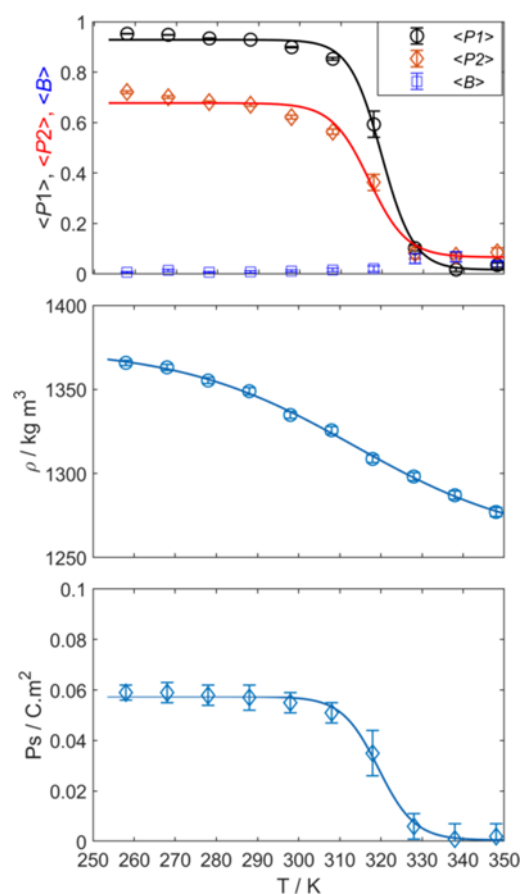 1
0.8
0.6
0.4
0.2
0
<P1>, <P2>, <B>
<P1>
<P2>
<B>
1400
1350
1300
1250
ρ / kg m³
0.1
0.08
0.06
0.04
0.02
0
Ps / C.m²
250 260 270 280 290 300 310 320 330 340 350
T / K